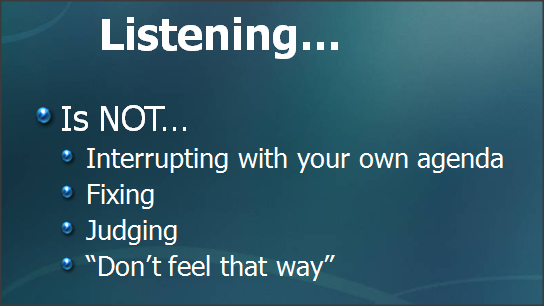 Listening...
Is NOT...
Interrupting with your own agenda
Fixing
Judging
“Don’t feel that way”